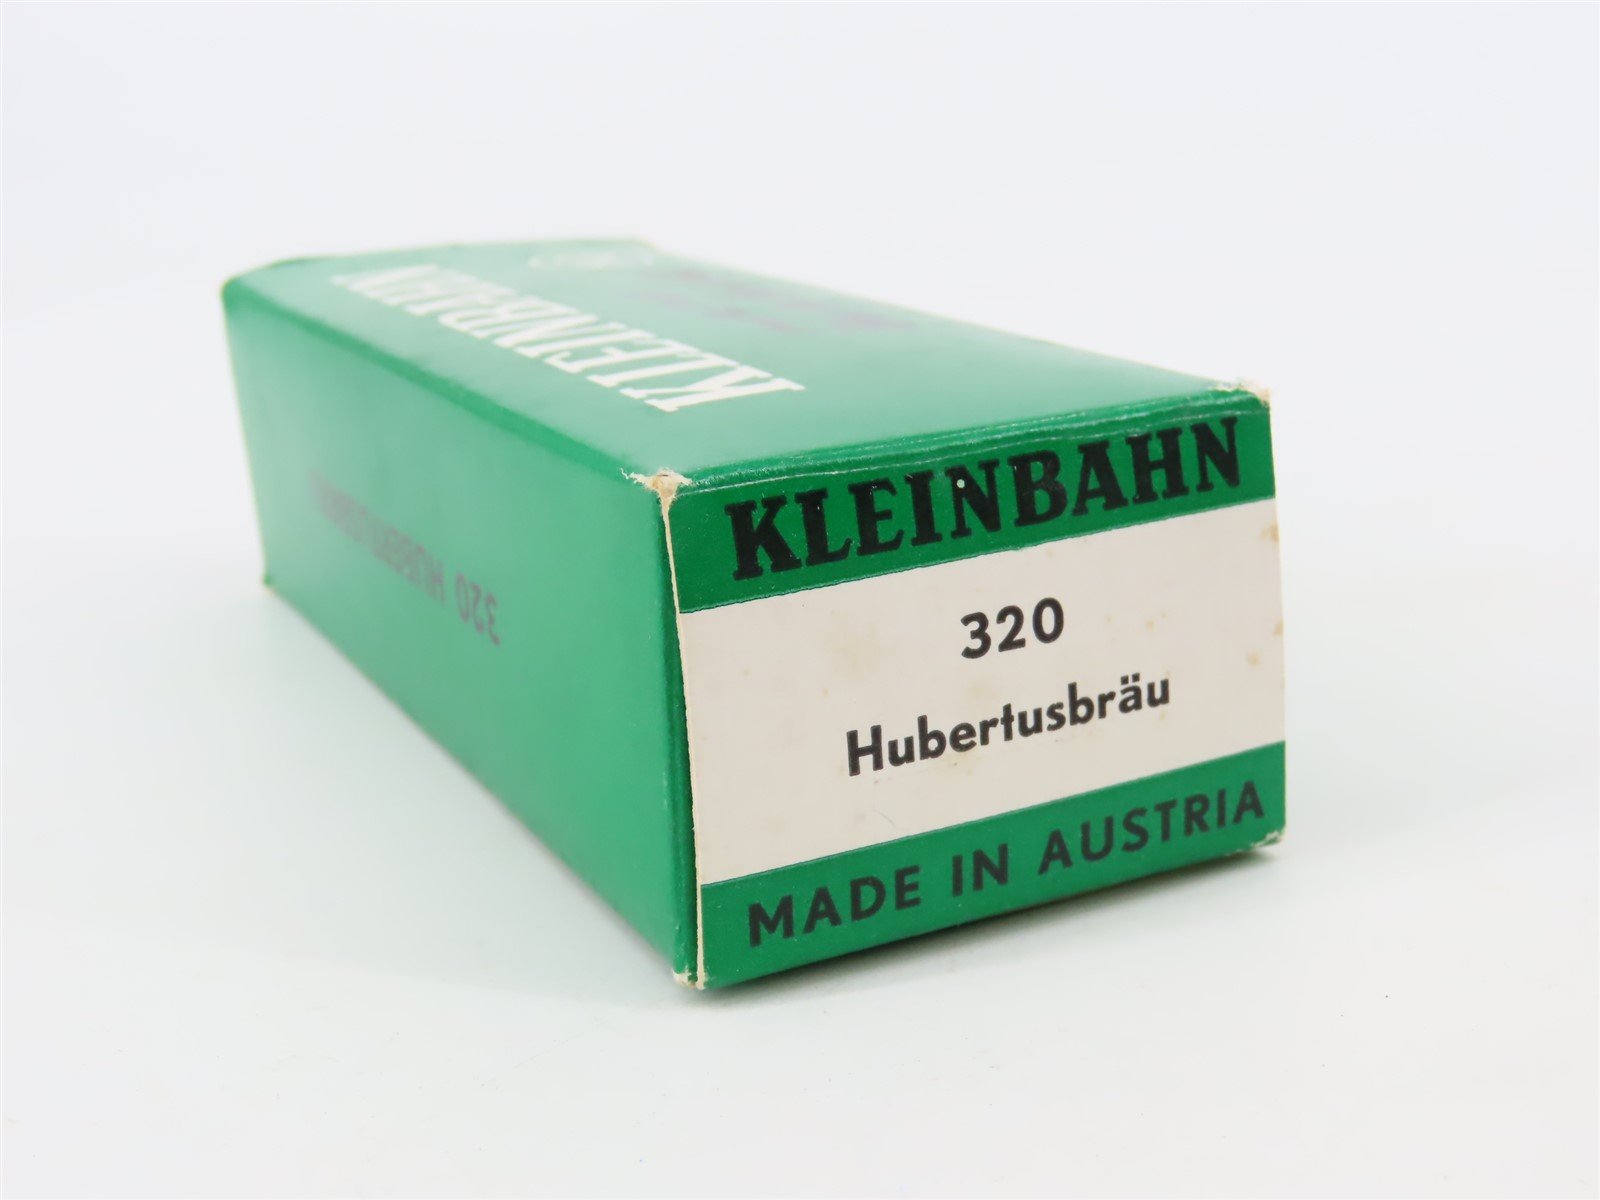 KLEINBAHN
320 HUBERTUSBRÄU
KLEINBAHN
320
Hubertusbräu
MADE IN AUSTRIA